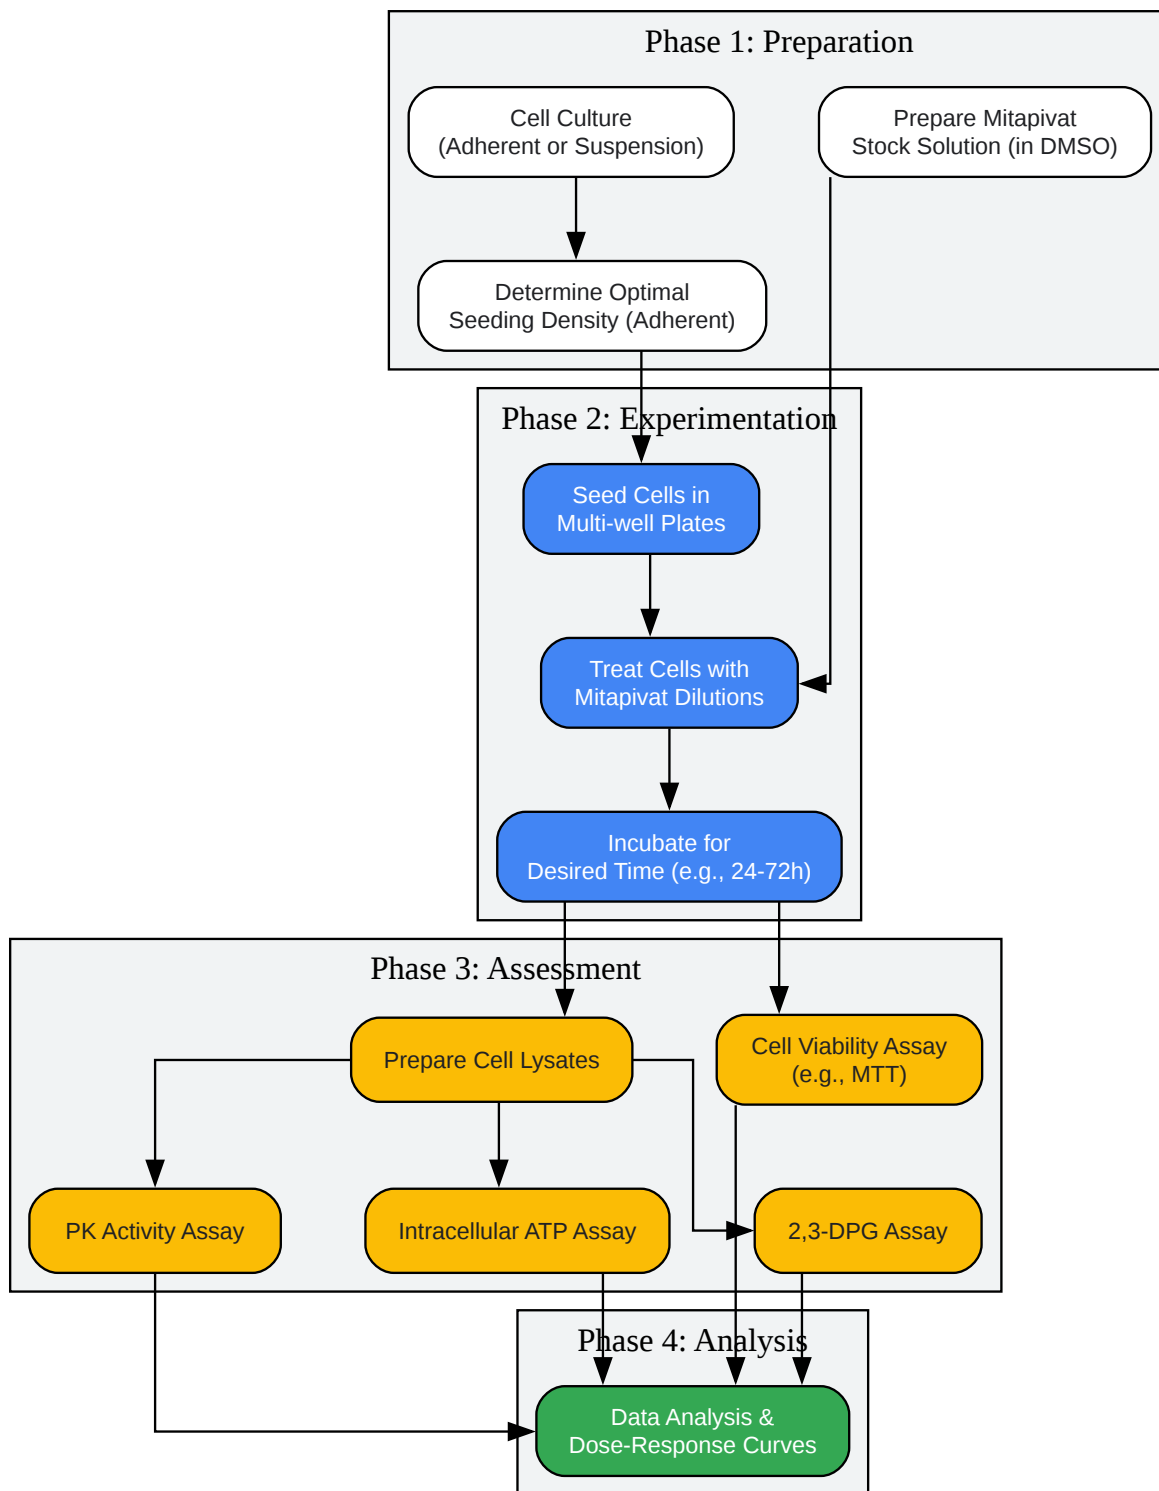 Phase 1: Preparation
Cell Culture
(Adherent or Suspension)
Prepare Mitapivat
Stock Solution (in DMSO)
Determine Optimal
Seeding Density (Adherent)
Phase 2: Experimentation
Seed Cells in
Multi-well Plates
Treat Cells with
Mitapivat Dilutions
Incubate for
Desired Time (e.g., 24-72h)
Phase 3: Assessment
Prepare Cell Lysates
Cell Viability Assay
(e.g., MTT)
PK Activity Assay
Intracellular ATP Assay
2,3-DPG Assay
Phase 4: Analysis
Data Analysis &
Dose-Response Curves